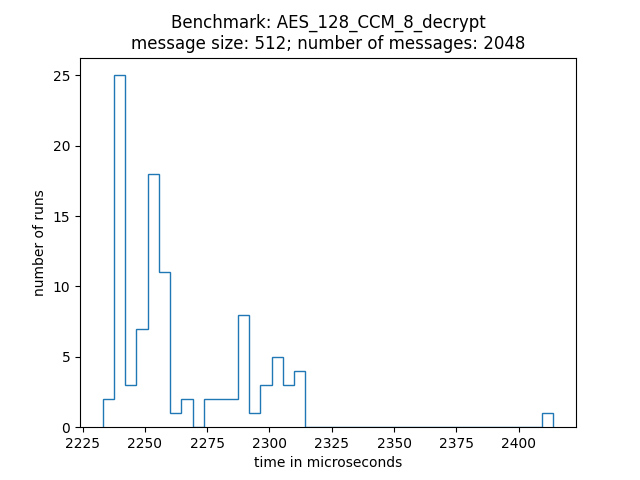 Benchmark: AES_128_CCM_8_decrypt
message size: 512; number of messages: 2048
25
20
15
10
5
0
number of runs
2225 2250 2275 2300 2325 2350 2375 2400
time in microseconds